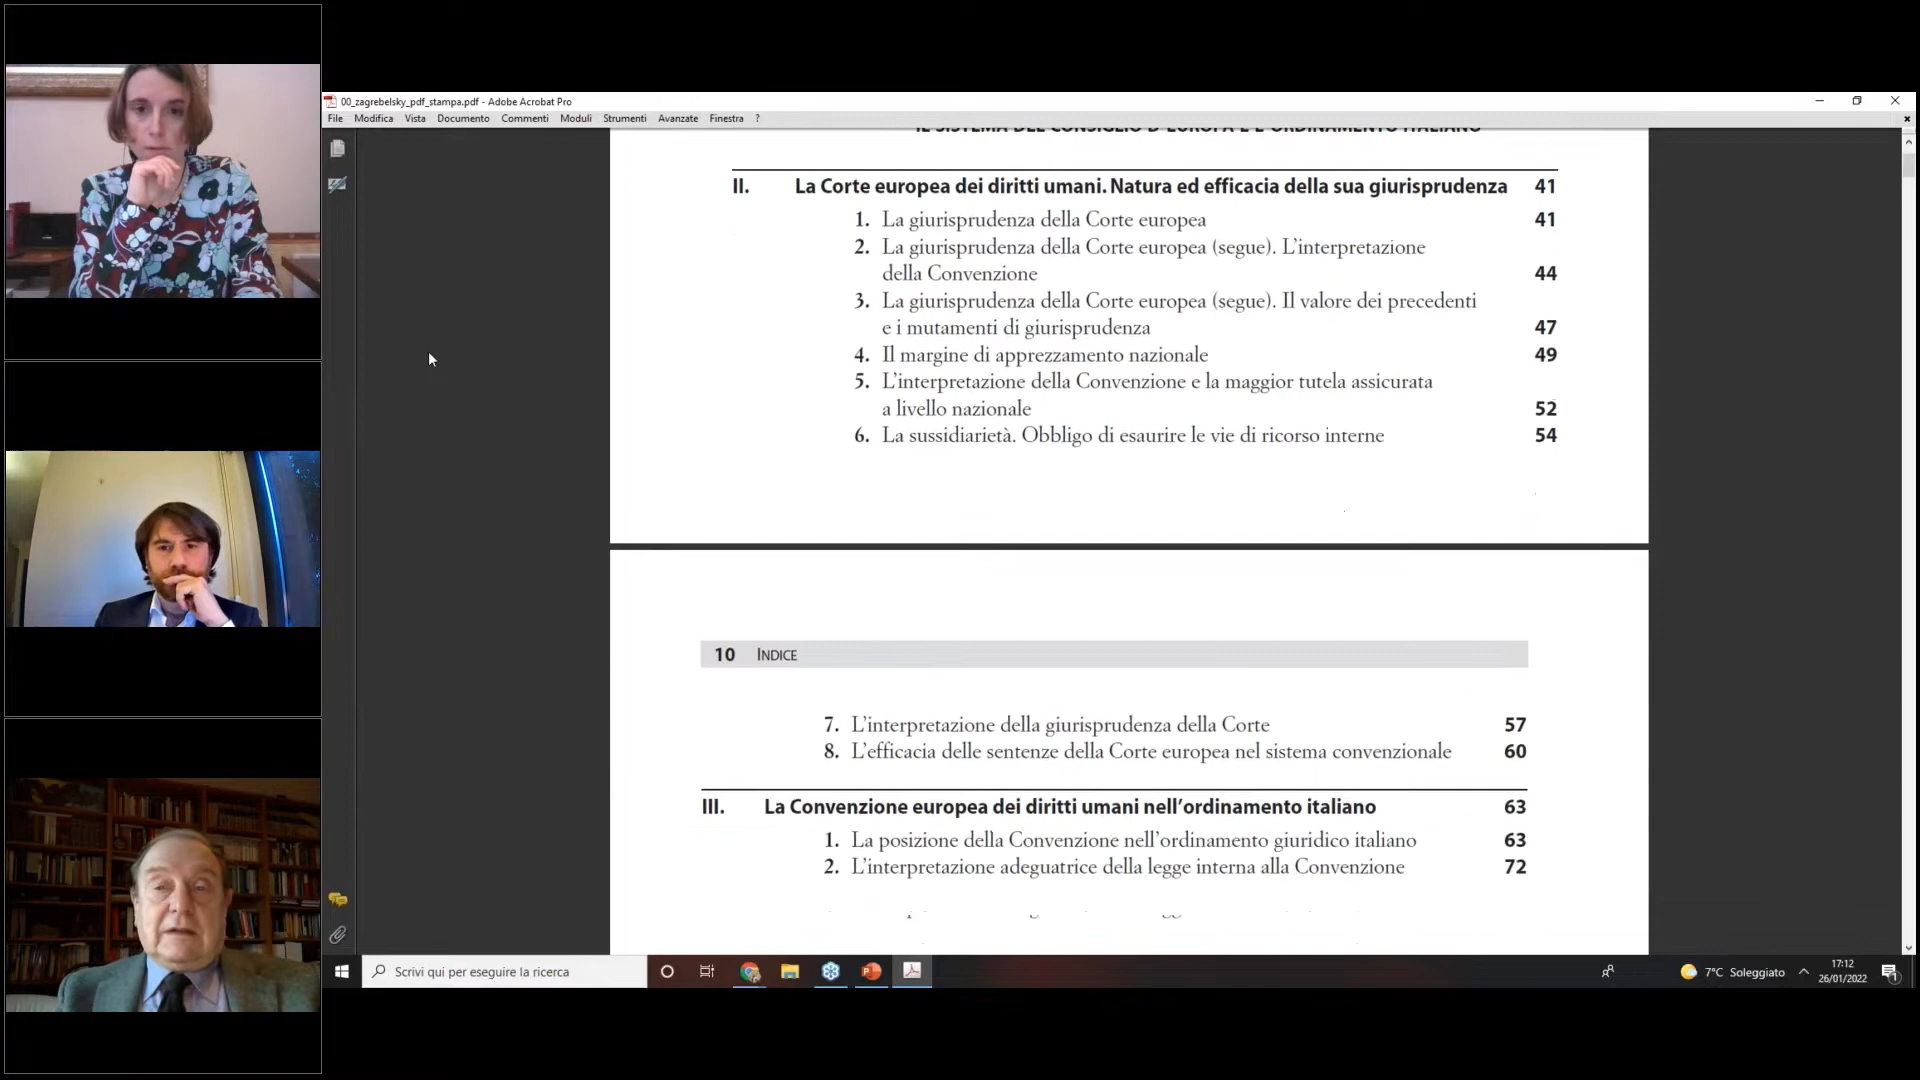 00_zagrebelsky_pdf_stampa.pdf - Adobe Acrobat Pro
File Modifica Vista Documento Commenti Moduli Strumenti Avanzate Finestra ?
IL SISTEMA DEL CONSIGLIO D'EUROPA E L'ORDINAMENTO ITALIANO
II. La Corte europea dei diritti umani. Natura ed efficacia della sua giurisprudenza 41
1. La giurisprudenza della Corte europea 41
2. La giurisprudenza della Corte europea (segue). L'interpretazione
della Convenzione 44
3. La giurisprudenza della Corte europea (segue). Il valore dei precedenti
e i mutamenti di giurisprudenza 47
4. Il margine di apprezzamento nazionale 49
5. L'interpretazione della Convenzione e la maggior tutela assicurata
a livello nazionale 52
6. La sussidiarietà. Obbligo di esaurire le vie di ricorso interne 54
10 INDICE
7. L'interpretazione della giurisprudenza della Corte 57
8. L'efficacia delle sentenze della Corte europea nel sistema convenzionale 60
III. La Convenzione europea dei diritti umani nell'ordinamento italiano 63
1. La posizione della Convenzione nell'ordinamento giuridico italiano 63
2. L'interpretazione adeguatrice della legge interna alla Convenzione 72
Scrivi qui per eseguire la ricerca
7°C Soleggiato
17:12
26/01/2022
1